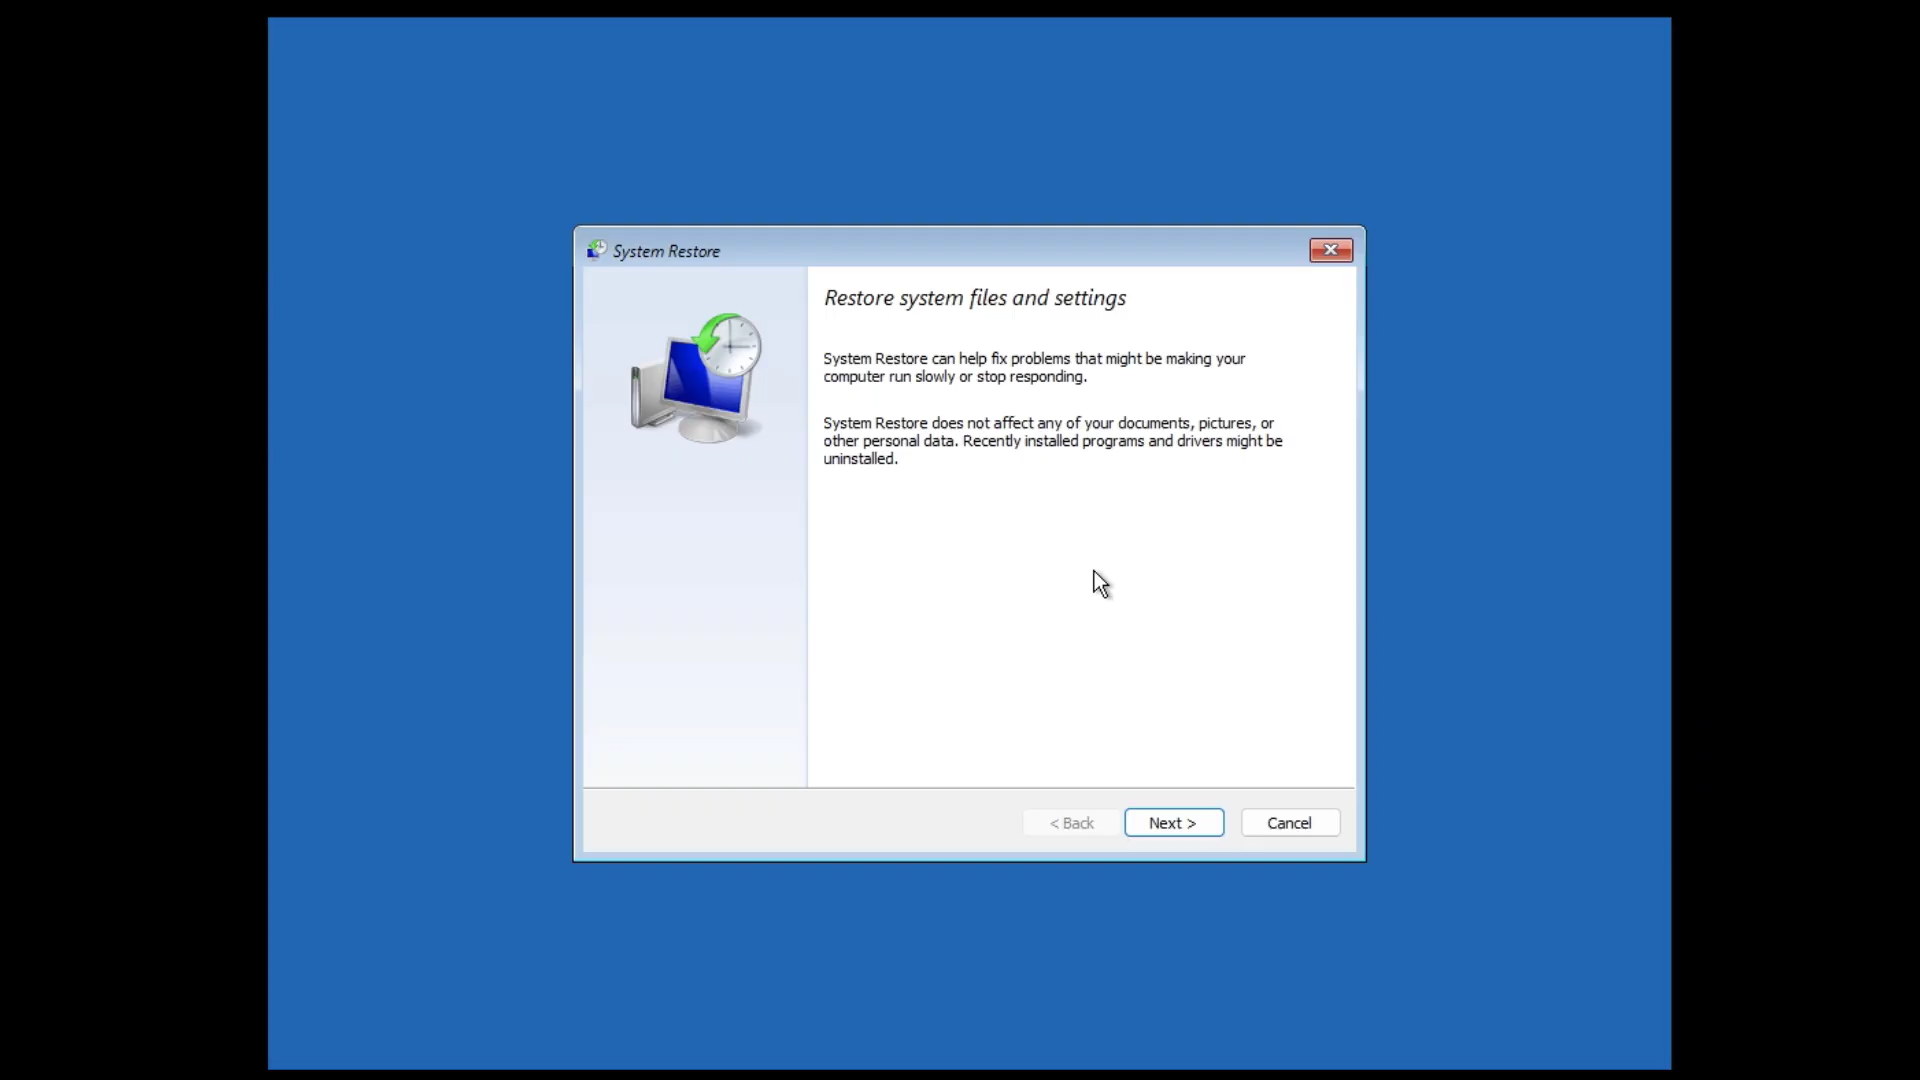 System Restore
Restore system files and settings
System Restore can help fix problems that might be making your
computer run slowly or stop responding.
System Restore does not affect any of your documents, pictures, or
other personal data. Recently installed programs and drivers might be
uninstalled.
< Back Next > Cancel